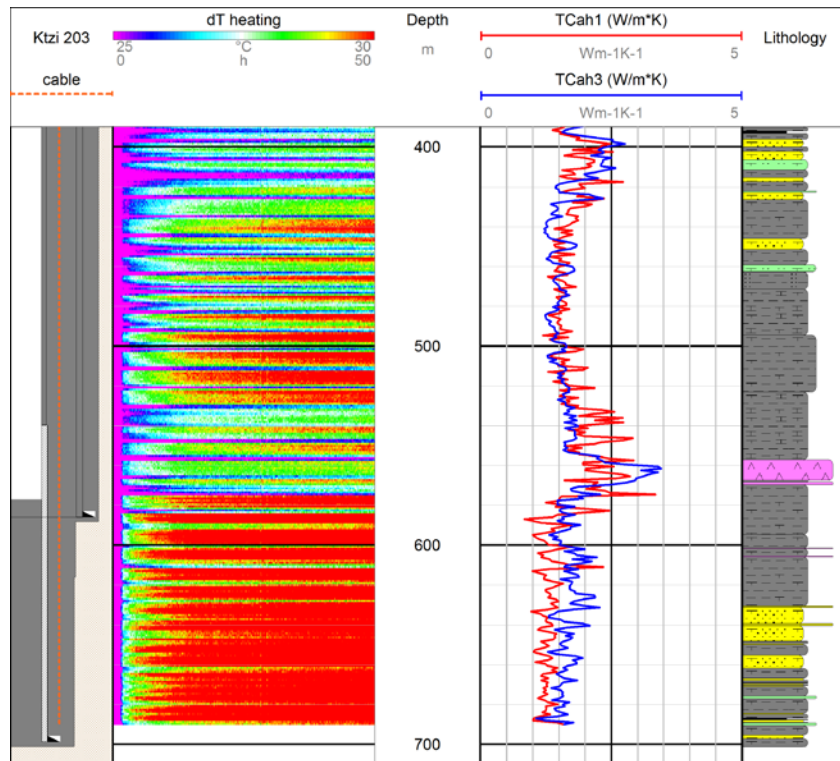 Ktzi 203
cable
dT heating
25 °C 30
0 h 50
Depth
m
TCah1 (W/m*K)
0 Wm-1K-1 5
TCah3 (W/m*K)
0 Wm-1K-1 5
Lithology
400
500
600
700